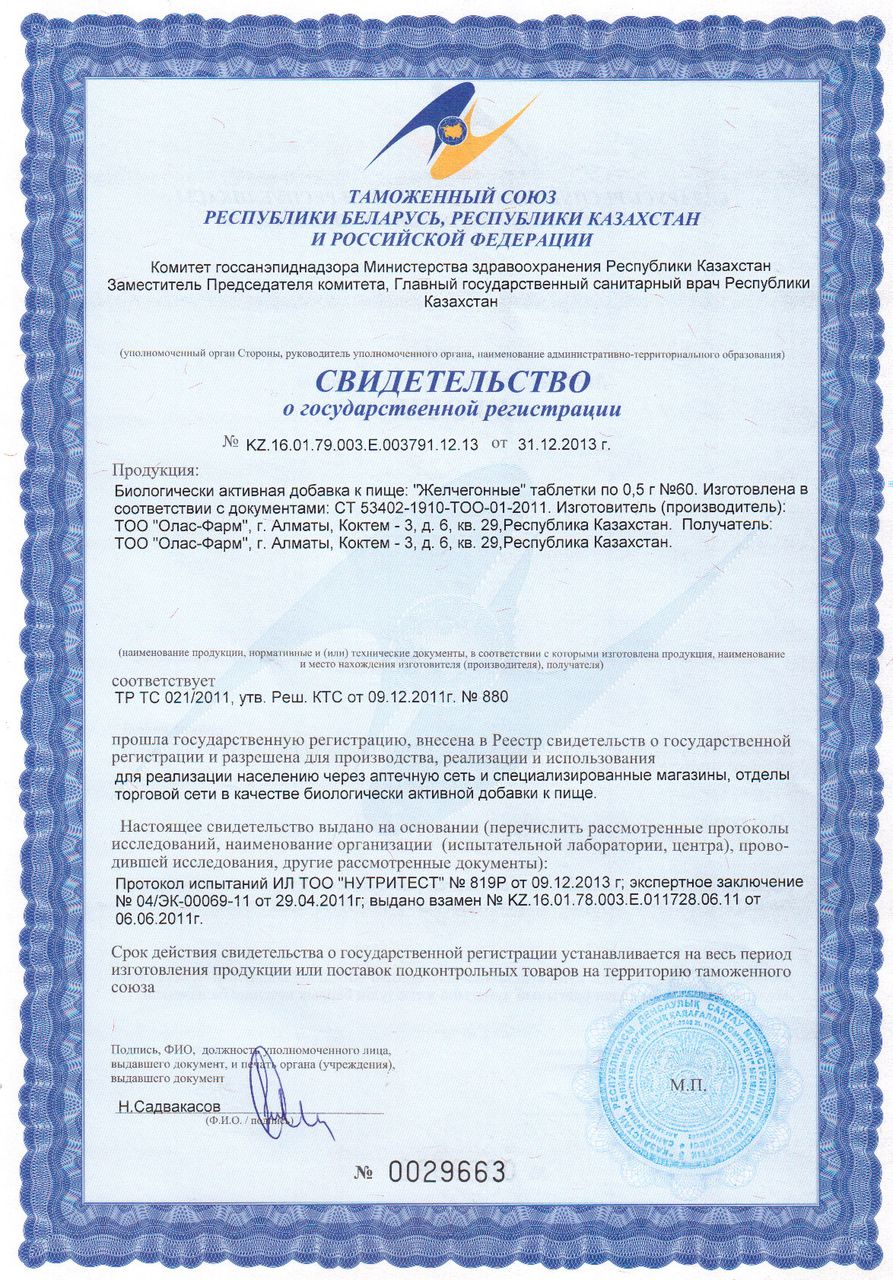 ТАМОЖЕННЫЙ СОЮЗ
РЕСПУБЛИКИ БЕЛАРУСЬ, РЕСПУБЛИКИ КАЗАХСТАН
И РОССИЙСКОЙ ФЕДЕРАЦИИ
Комитет госсанэпиднадзора Министерства здравоохранения Республики Казахстан
Заместитель Председателя комитета, Главный государственный санитарный врач Республики
Казахстан
(уполномоченный орган Стороны, руководитель уполномоченного органа, наименование административно-территориального образования)
СВИДЕТЕЛЬСТВО
о государственной регистрации
№ KZ.16.01.79.003.E.003791.12.13 от 31.12.2013 г.
Продукция:
Биологически активная добавка к пище: "Желчегонные" таблетки по 0,5 г №60. Изготовлена в
соответствии с документами: СТ 53402-1910-ТОО-01-2011. Изготовитель (производитель):
ТОО "Олас-Фарм", г. Алматы, Коктем - 3, д. 6, кв. 29,Республика Казахстан. Получатель:
ТОО "Олас-Фарм", г. Алматы, Коктем - 3, д. 6, кв. 29,Республика Казахстан.
(наименование продукции, нормативные и (или) технические документы, в соответствии с которыми изготовлена продукция, наименование
и место нахождения изготовителя (производителя), получателя)
соответствует
ТР ТС 021/2011, утв. Реш. КТС от 09.12.2011г. № 880
прошла государственную регистрацию, внесена в Реестр свидетельств о государственной
регистрации и разрешена для производства, реализации и использования
для реализации населению через аптечную сеть и специализированные магазины, отделы
торговой сети в качестве биологически активной добавки к пище.
Настоящее свидетельство выдано на основании (перечислить рассмотренные протоколы
исследований, наименование организации (испытательной лаборатории, центра), прово-
дившей исследования, другие рассмотренные документы):
Протокол испытаний ИЛ ТОО "НУТРИТЕСТ" № 819Р от 09.12.2013 г; экспертное заключение
№ 04/ЭК-00069-11 от 29.04.2011г; выдано взамен № KZ.16.01.78.003.E.011728.06.11 от
06.06.2011г.
Срок действия свидетельства о государственной регистрации устанавливается на весь период
изготовления продукции или поставок подконтрольных товаров на территорию таможенного
союза
Подпись, ФИО, должность уполномоченного лица,
выдавшего документ, и печать органа (учреждения),
выдавшего документ
Н.Садвакасов
(Ф.И.О. / подпись)
М.П.
№ 0029663